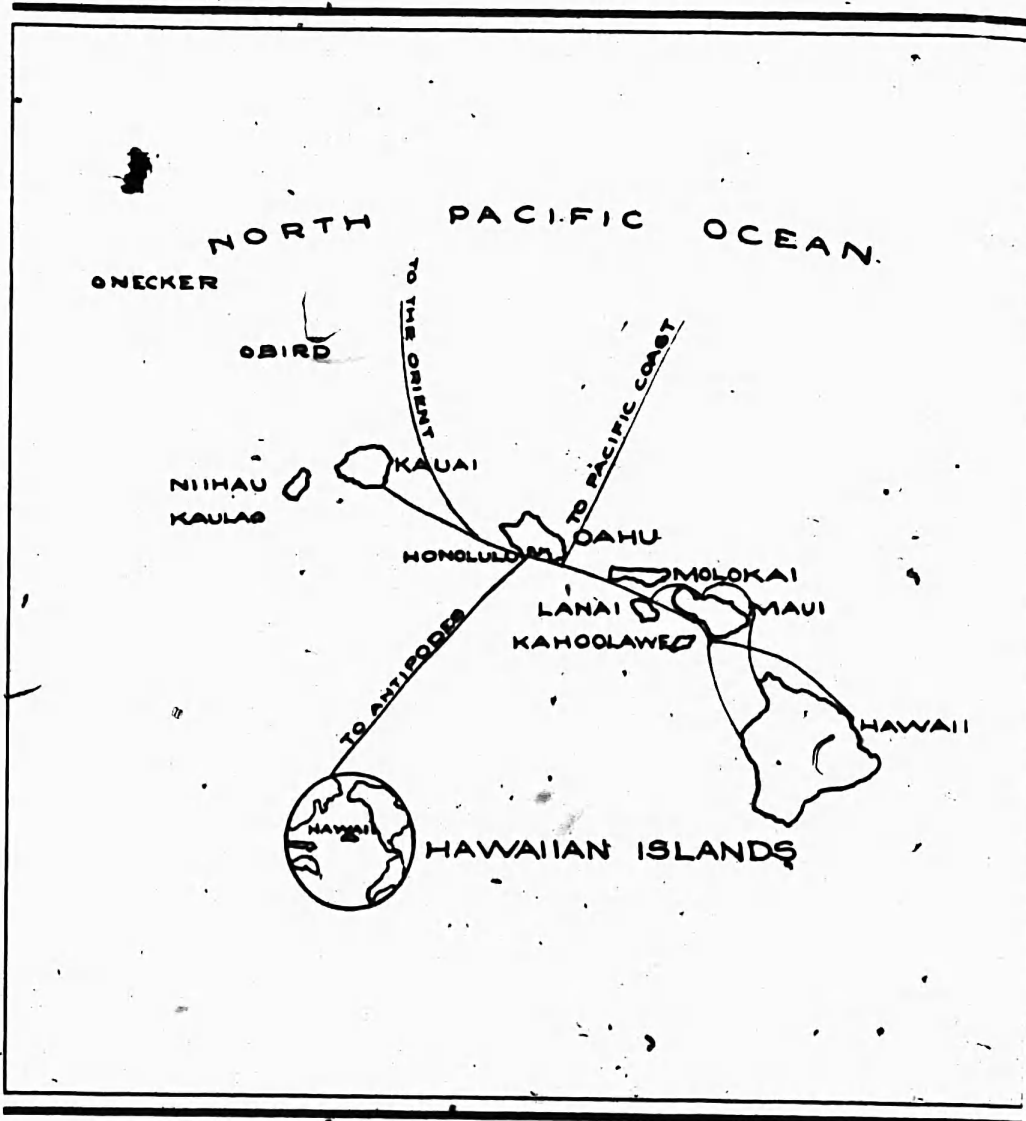 NORTH PACIFIC OCEAN.
NECKER
BIRD
TO THE ORIENT
TO PACIFIC COAST
KAUAI
NIIHAU
KAULA
OAHU
HONOLULU
MOLOKAI
LANAI
MAUI
KAHOOLAWE
TO ANTIPODES
HAWAII
HAWAII
HAWAIIAN ISLANDS